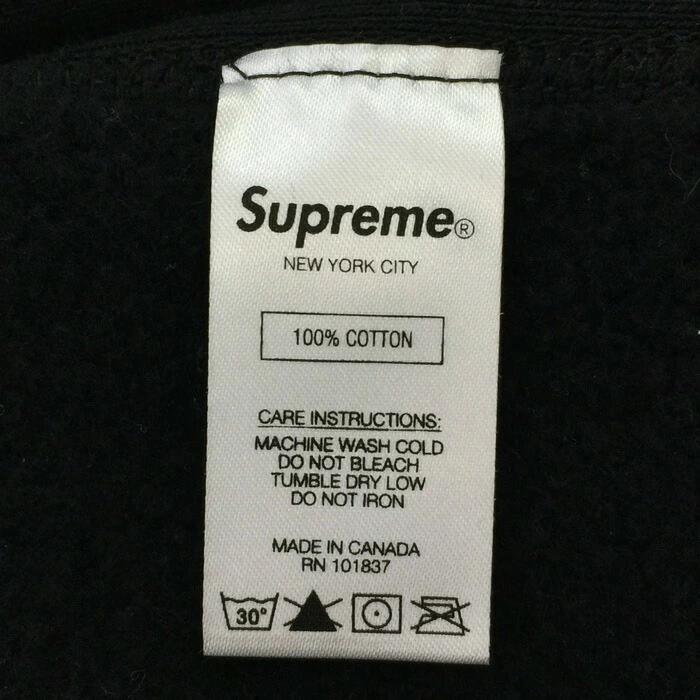 Supreme®
NEW YORK CITY
100% COTTON
CARE INSTRUCTIONS:
MACHINE WASH COLD
DO NOT BLEACH
TUMBLE DRY LOW
DO NOT IRON
MADE IN CANADA
RN 101837
30°